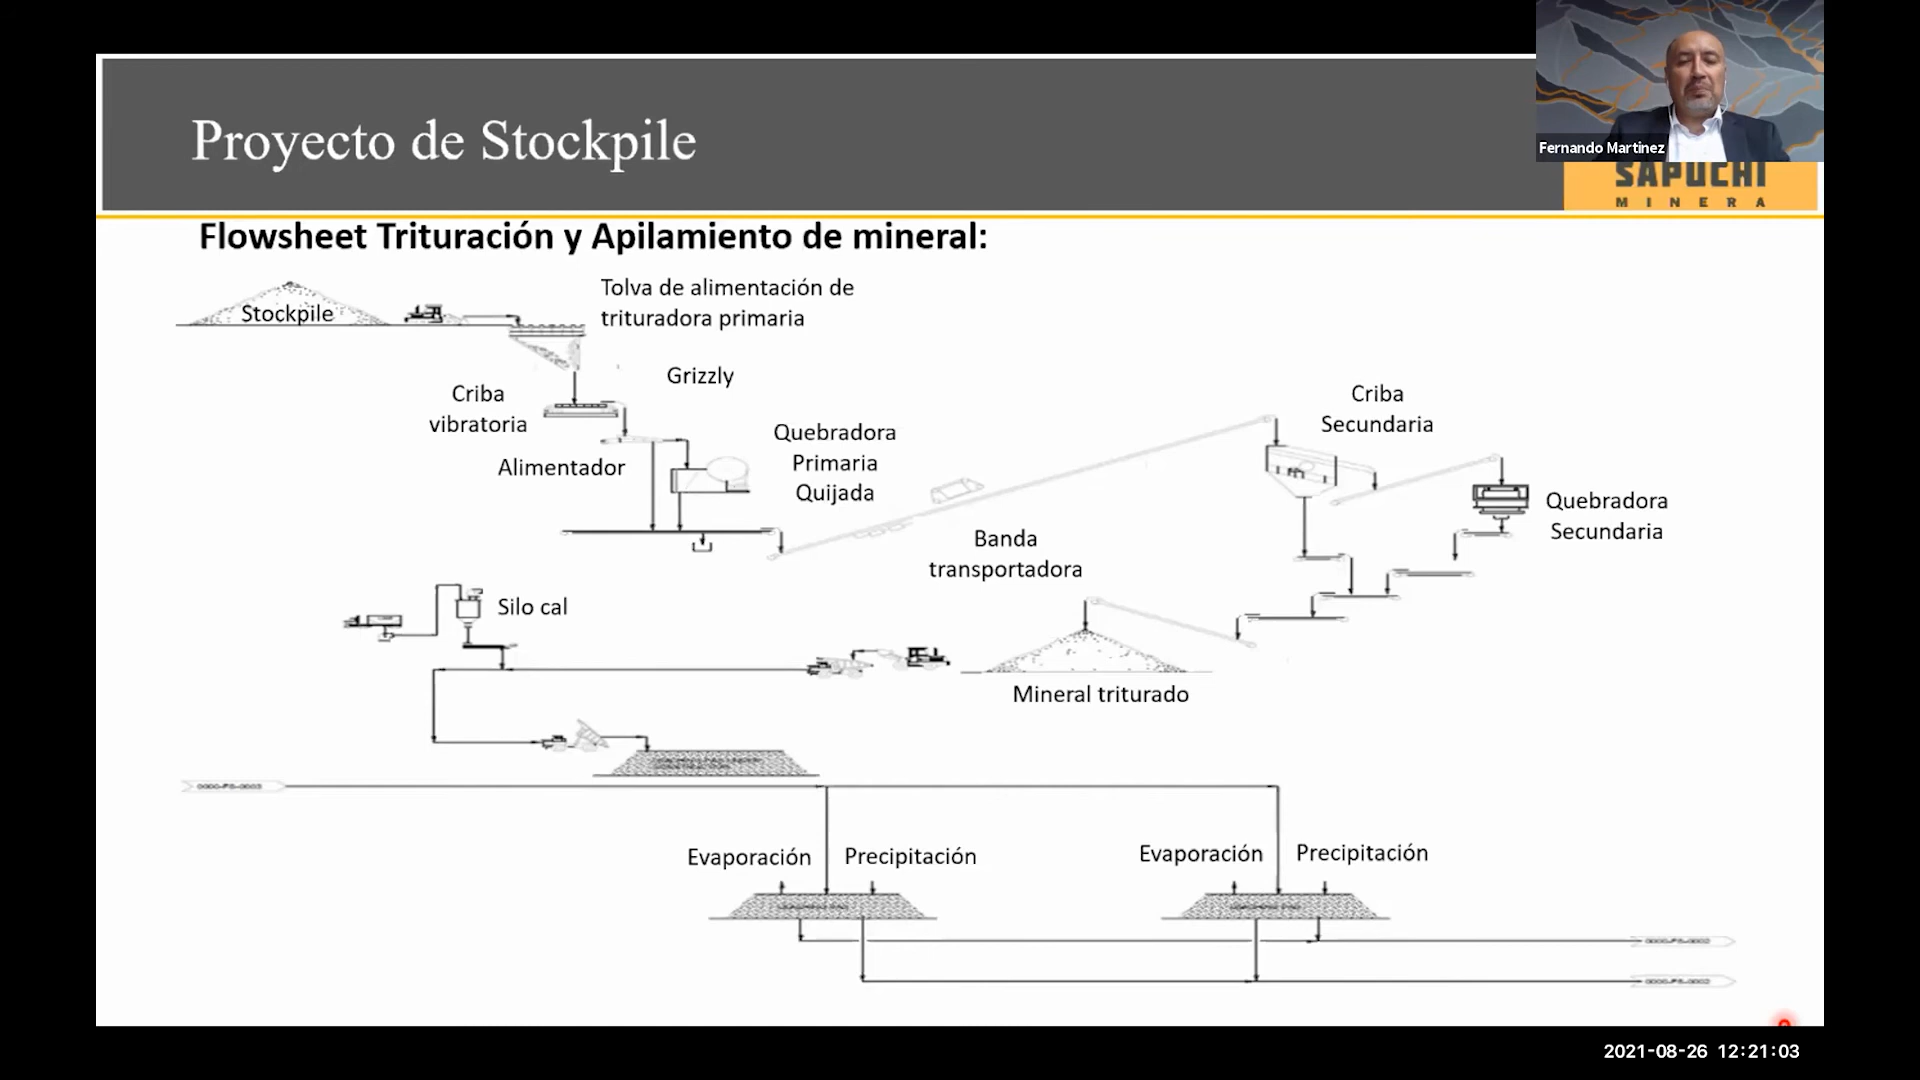 Proyecto de Stockpile
Fernando Martinez
SAPUCHI
MINERA
Flowsheet Trituración y Apilamiento de mineral:
Stockpile
Tolva de alimentación de
trituradora primaria
Grizzly
Criba
vibratoria
Alimentador
Quebradora
Primaria
Quijada
Criba
Secundaria
Quebradora
Secundaria
Banda
transportadora
Silo cal
Mineral triturado
Evaporación
Precipitación
Evaporación
Precipitación
2021-08-26 12:21:03